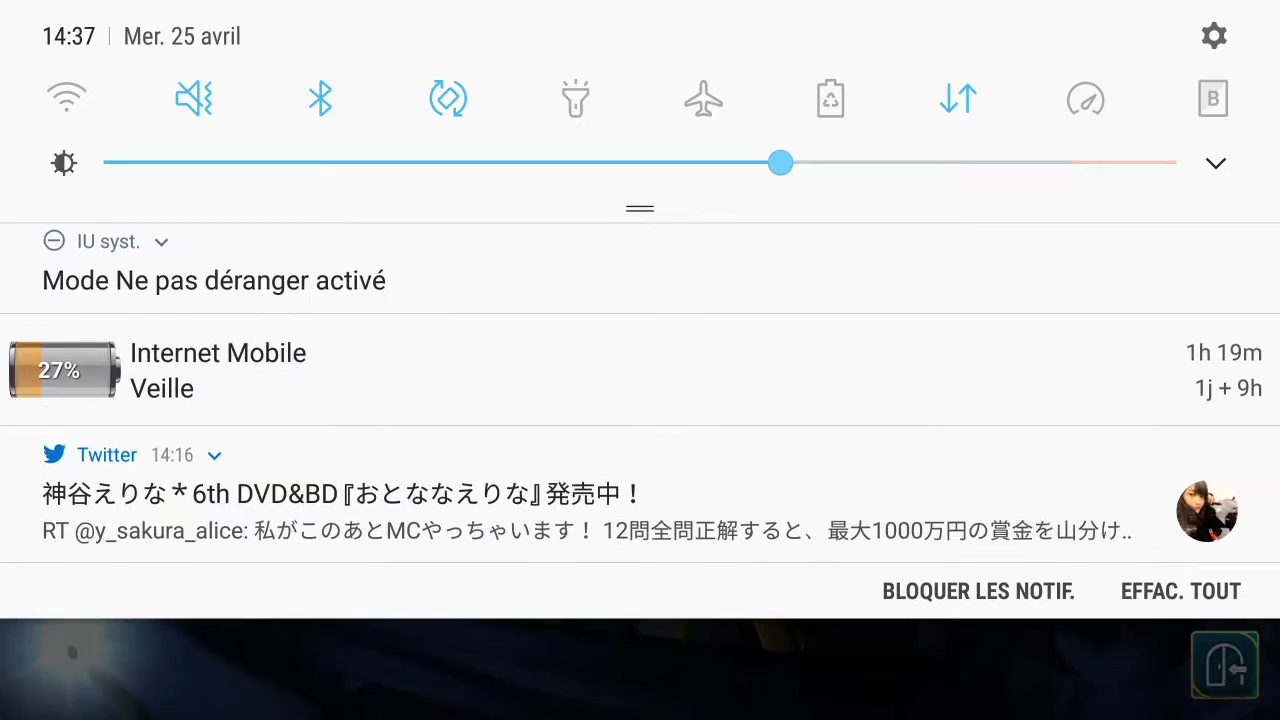 14:37 | Mer. 25 avril
B
IU syst.
Mode Ne pas déranger activé
27%
Internet Mobile 1h 19m
Veille 1j + 9h
Twitter 14:16
神谷えりな＊6th DVD&BD『おとななえりな』発売中！
RT @y_sakura_alice: 私がこのあとMCやっちゃいます！ 12問全問正解すると、最大1000万円の賞金を山分け..
BLOQUER LES NOTIF. EFFAC. TOUT